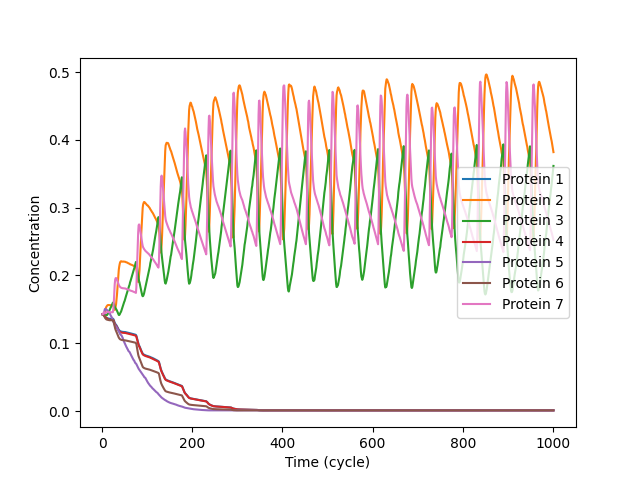 0.5
0.4
0.3
0.2
0.1
0.0
Concentration
0
200
400
600
800
1000
Time (cycle)
Protein 1
Protein 2
Protein 3
Protein 4
Protein 5
Protein 6
Protein 7